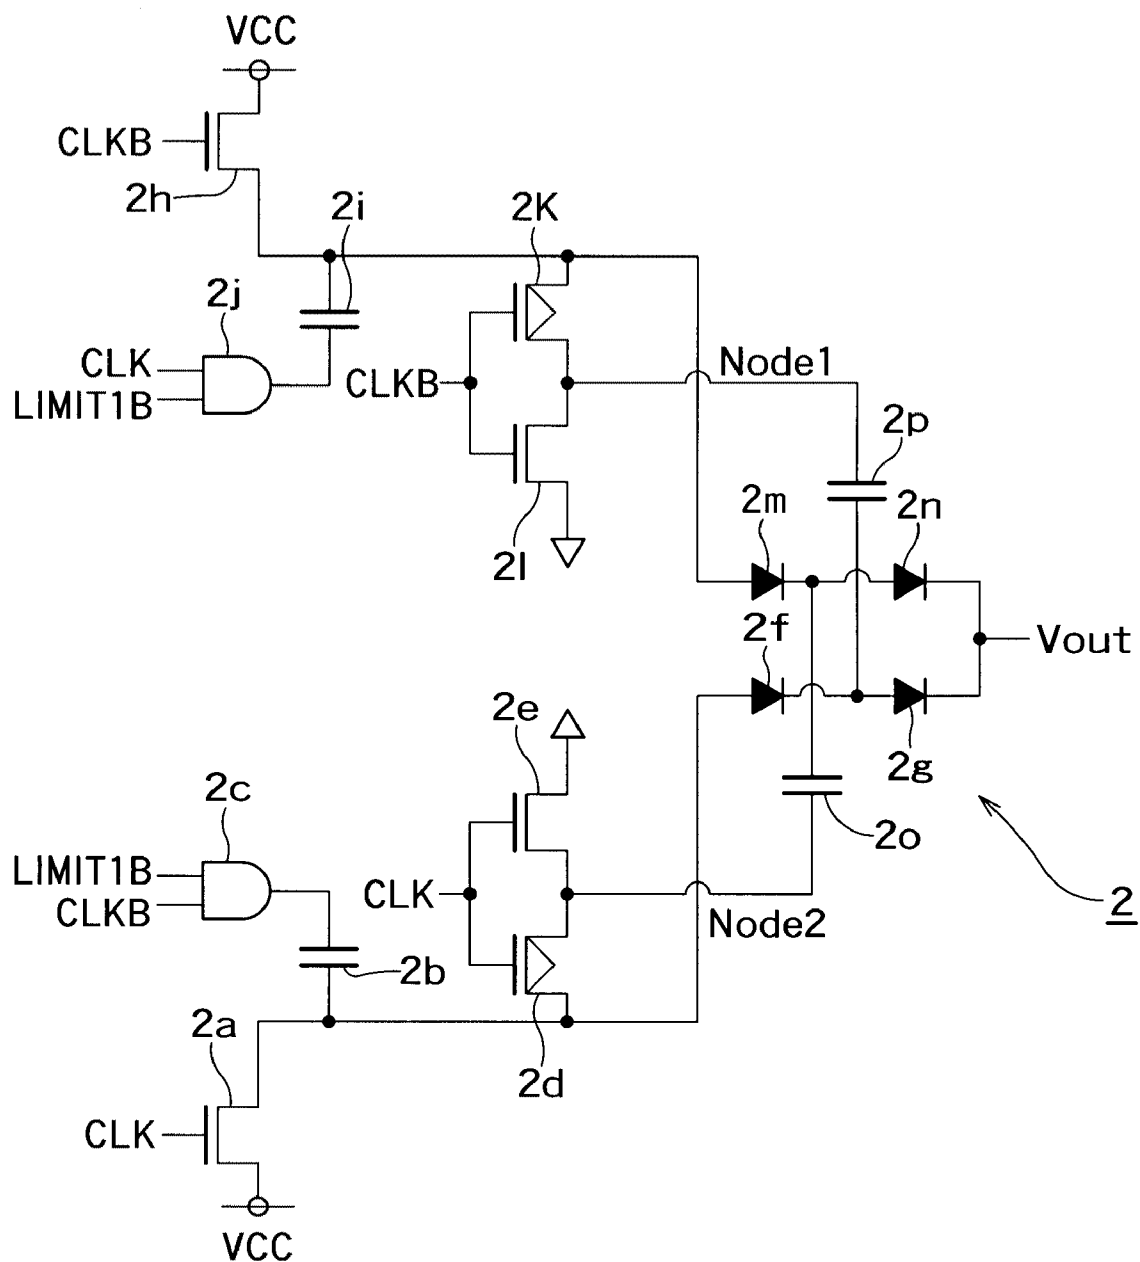 VCC
CLKB
2h
2i
2K
2j
CLK
LIMIT1B
CLKB
Node1
2p
2l
2m
2n
2f
Vout
2e
2g
2c
2o
LIMIT1B
CLKB
CLK
Node2
2
2b
2a
2d
CLK
VCC